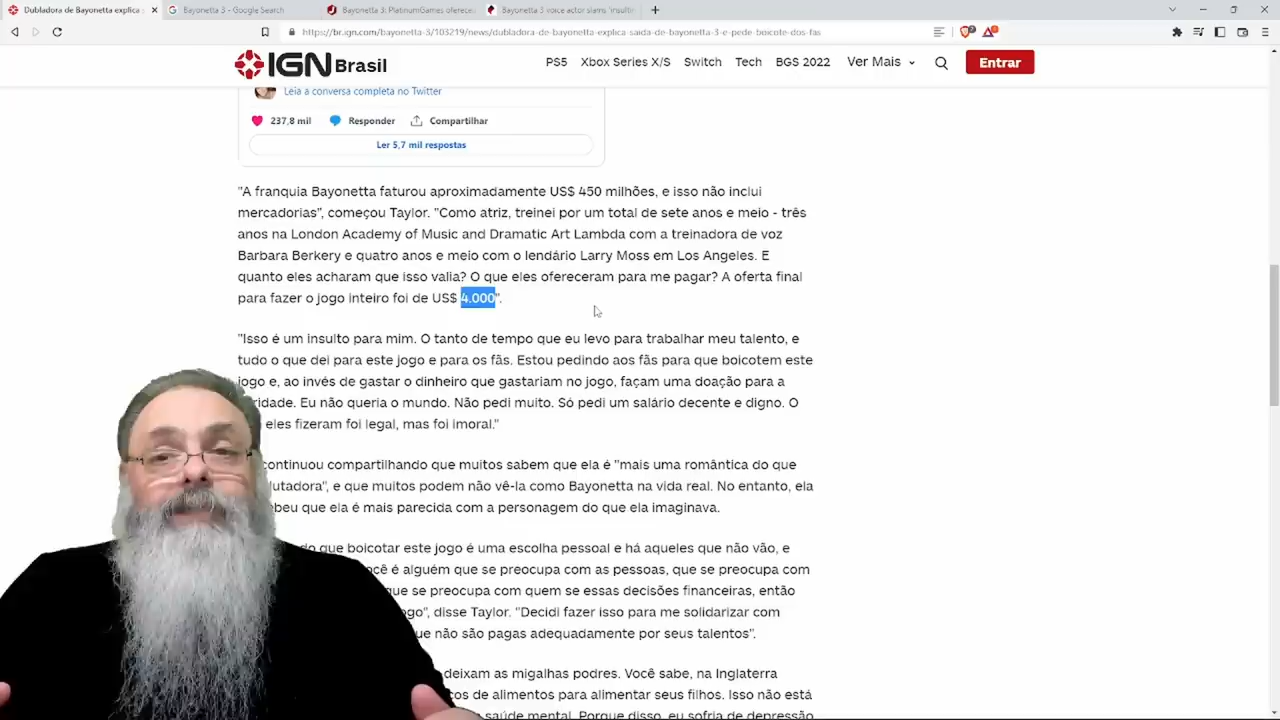 Dubladora de Bayonetta explica
Bayonetta 3 - Google Search
Bayonetta 3: PlatinumGames oferece
Bayonetta 3 voice actor slams 'insulti
https://br.ign.com/bayonetta-3/103219/news/dubladora-de-bayonetta-explica-saida-de-bayonetta-3-e-pede-boicote-dos-fas
IGN Brasil
PS5 Xbox Series X/S Switch Tech BGS 2022 Ver Mais
Entrar
Leia a conversa completa no Twitter
237,8 mil Responder Compartilhar
Ler 5,7 mil respostas
"A franquia Bayonetta faturou aproximadamente US$ 450 milhões, e isso não inclui
mercadorias", começou Taylor. "Como atriz, treinei por um total de sete anos e meio - três
anos na London Academy of Music and Dramatic Art Lambda com a treinadora de voz
Barbara Berkery e quatro anos e meio com o lendário Larry Moss em Los Angeles. E
quanto eles acharam que isso valia? O que eles ofereceram para me pagar? A oferta final
para fazer o jogo inteiro foi de US$ 4.000".
"Isso é um insulto para mim. O tanto de tempo que eu levo para trabalhar meu talento, e
tudo o que dei para este jogo e para os fãs. Estou pedindo aos fãs para que boicotem este
jogo e, ao invés de gastar o dinheiro que gastariam no jogo, façam uma doação para a
ridade. Eu não queria o mundo. Não pedi muito. Só pedi um salário decente e digno. O
eles fizeram foi legal, mas foi imoral."
continuou compartilhando que muitos sabem que ela é "mais uma romântica do que
lutadora", e que muitos podem não vê-la como Bayonetta na vida real. No entanto, ela
beu que ela é mais parecida com a personagem do que ela imaginava.
do que boicotar este jogo é uma escolha pessoal e há aqueles que não vão, e
ocê é alguém que se preocupa com as pessoas, que se preocupa com
que se preocupa com quem se essas decisões financeiras, então
ogo", disse Taylor. "Decidi fazer isso para me solidarizar com
ue não são pagas adequadamente por seus talentos".
deixam as migalhas podres. Você sabe, na Inglaterra
cos de alimentos para alimentar seus filhos. Isso não está
saúde mental. Porque disso, eu sofria de depressão